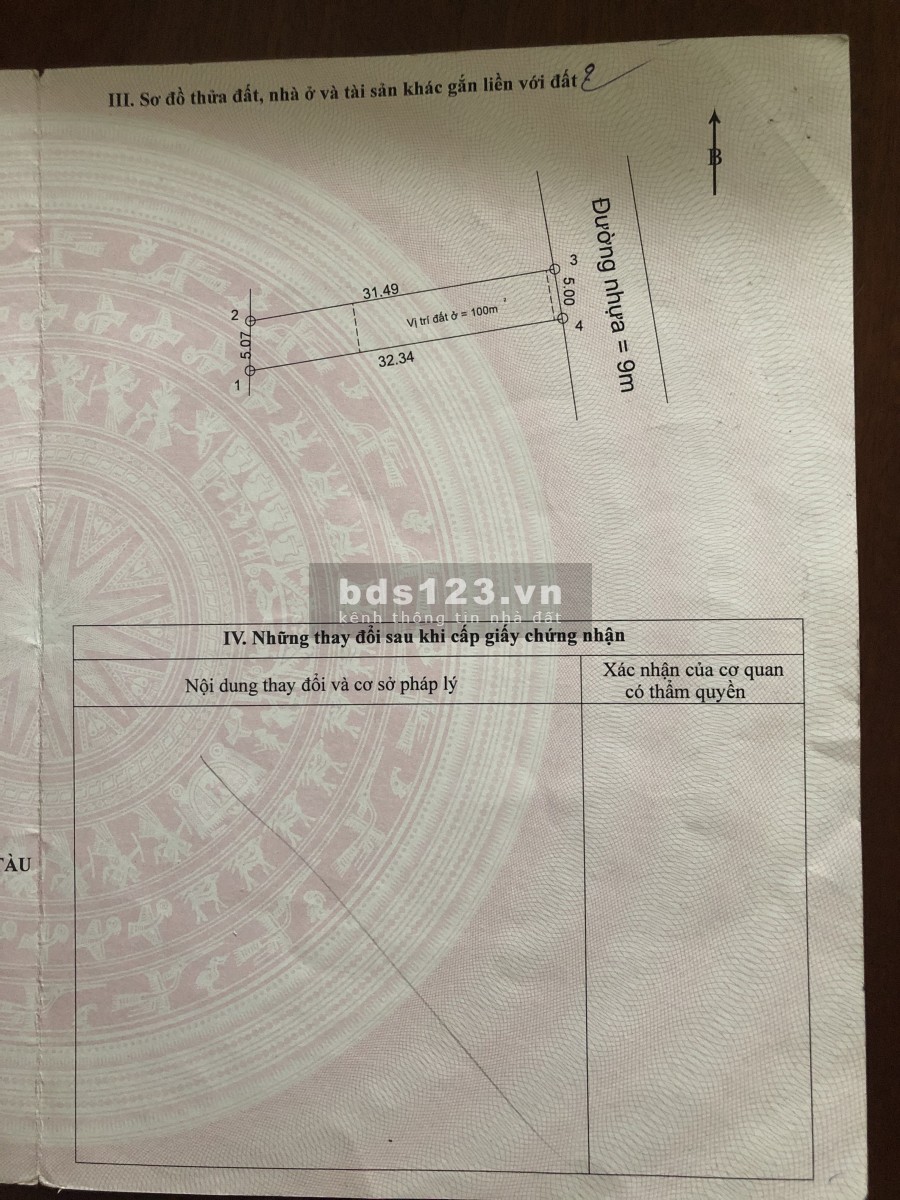 III. Sơ đồ thửa đất, nhà ở và tài sản khác gắn liền với đất
B
Đường nhựa = 9m
3
31.49
5.00
2
Vị trí đất ở = 100m²
4
5.07
32.34
1
bds123.vn
kênh thông tin nhà đất
IV. Những thay đổi sau khi cấp giấy chứng nhận
Nội dung thay đổi và cơ sở pháp lý
Xác nhận của cơ quan
có thẩm quyền
TÀU